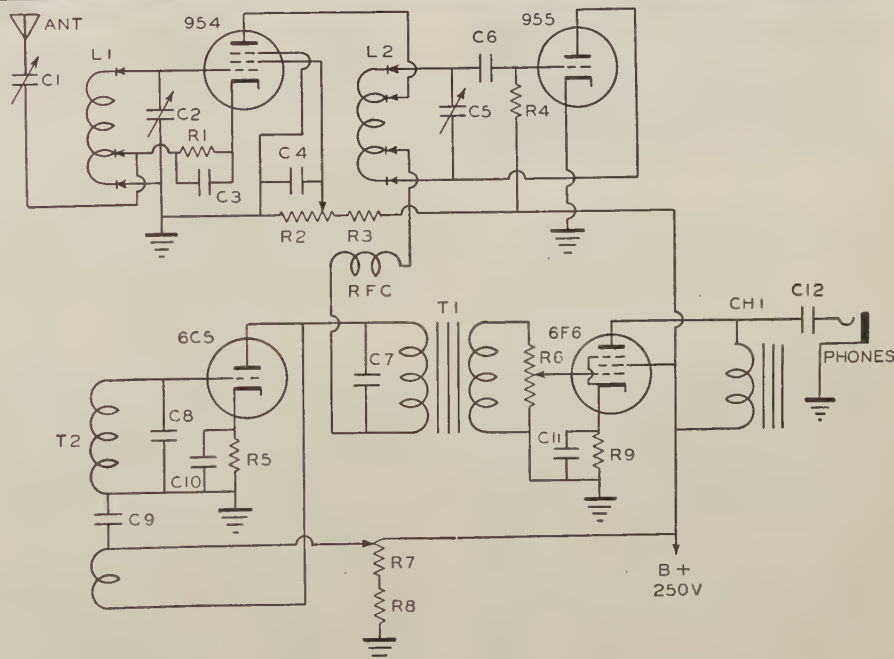 ANT
954
955
L1
L2
C6
C1
C2
C5
R4
R1
C4
C3
R2
R3
RFC
T1
CH1
C12
6C5
6F6
C7
R6
PHONES
C8
T2
C11
R9
C10
R5
C9
R7
B+
250V
R8